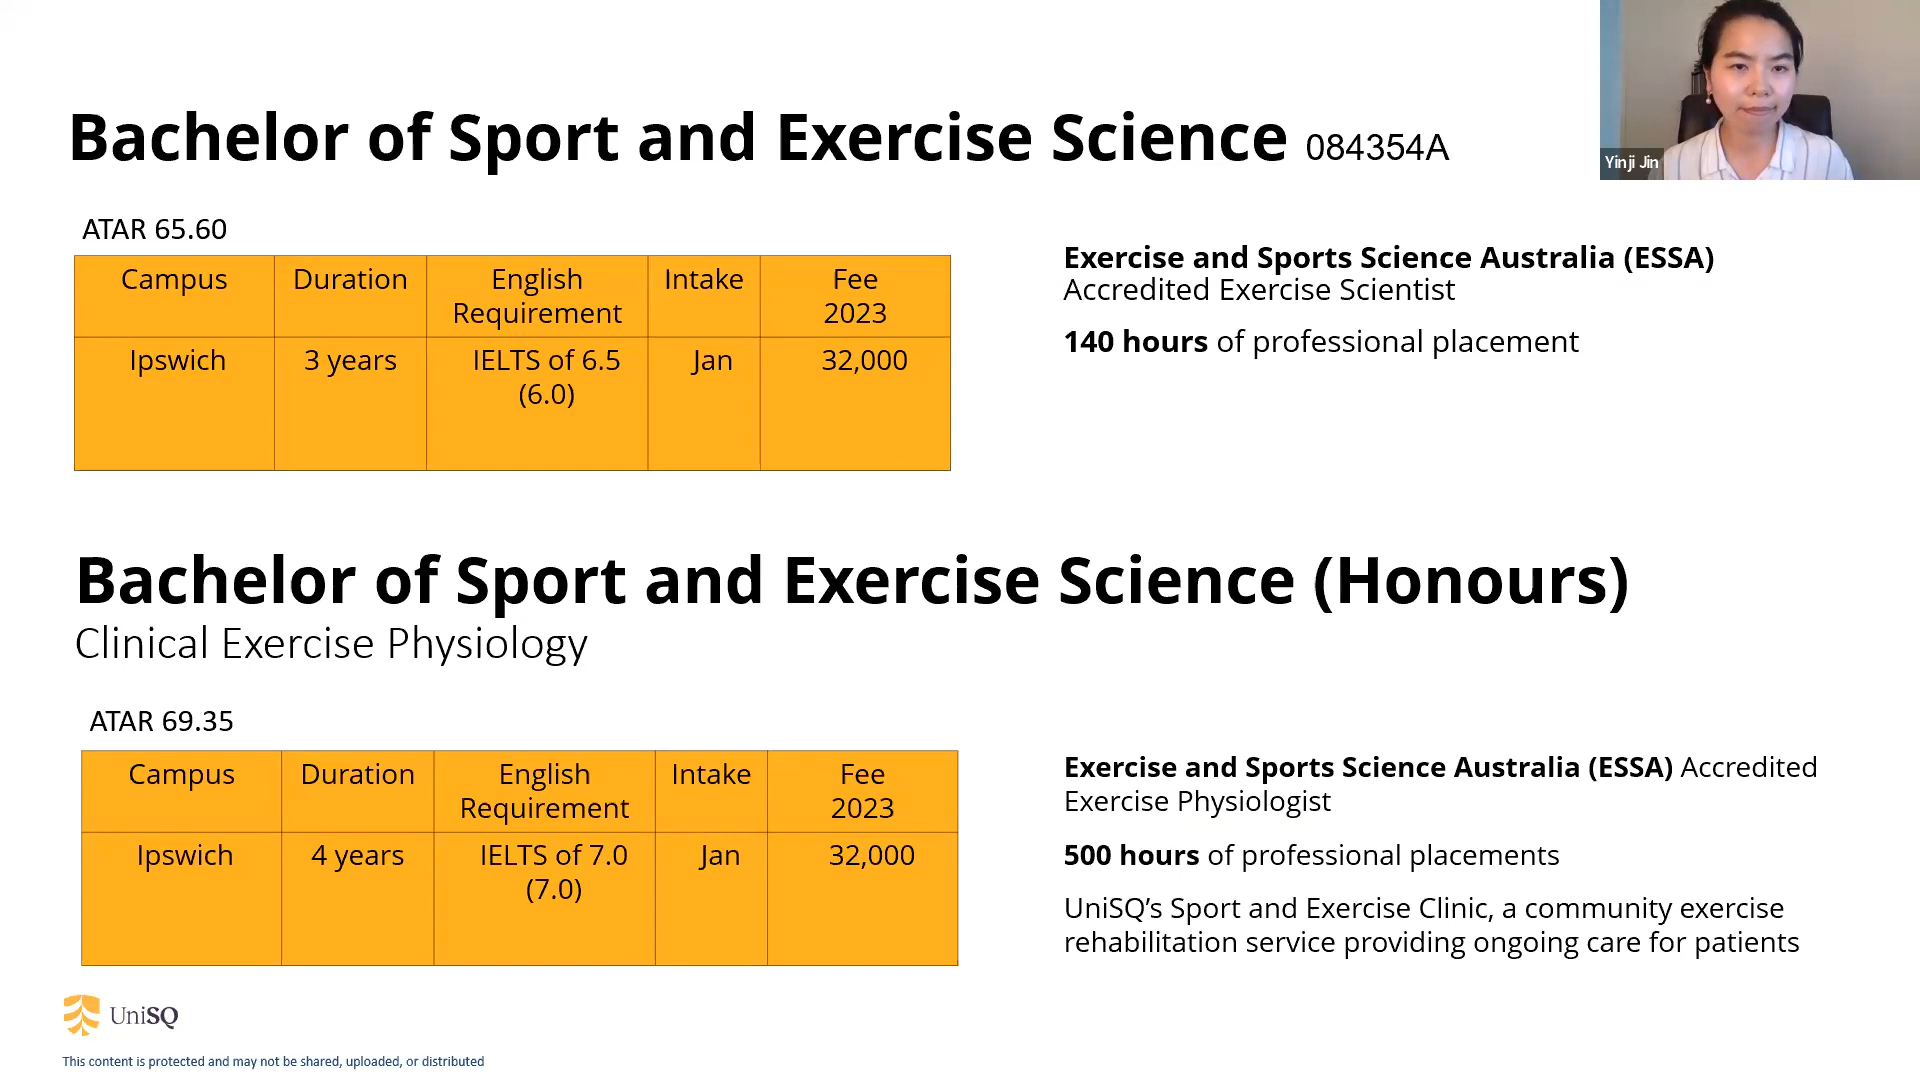 Bachelor of Sport and Exercise Science 084354A
Yinji Jin
ATAR 65.60
Campus Duration English Requirement Intake Fee 2023
Ipswich 3 years IELTS of 6.5 (6.0) Jan 32,000
Exercise and Sports Science Australia (ESSA)
Accredited Exercise Scientist
140 hours of professional placement
Bachelor of Sport and Exercise Science (Honours)
Clinical Exercise Physiology
ATAR 69.35
Campus Duration English Requirement Intake Fee 2023
Ipswich 4 years IELTS of 7.0 (7.0) Jan 32,000
Exercise and Sports Science Australia (ESSA) Accredited
Exercise Physiologist
500 hours of professional placements
UniSQ’s Sport and Exercise Clinic, a community exercise
rehabilitation service providing ongoing care for patients
UniSQ
This content is protected and may not be shared, uploaded, or distributed